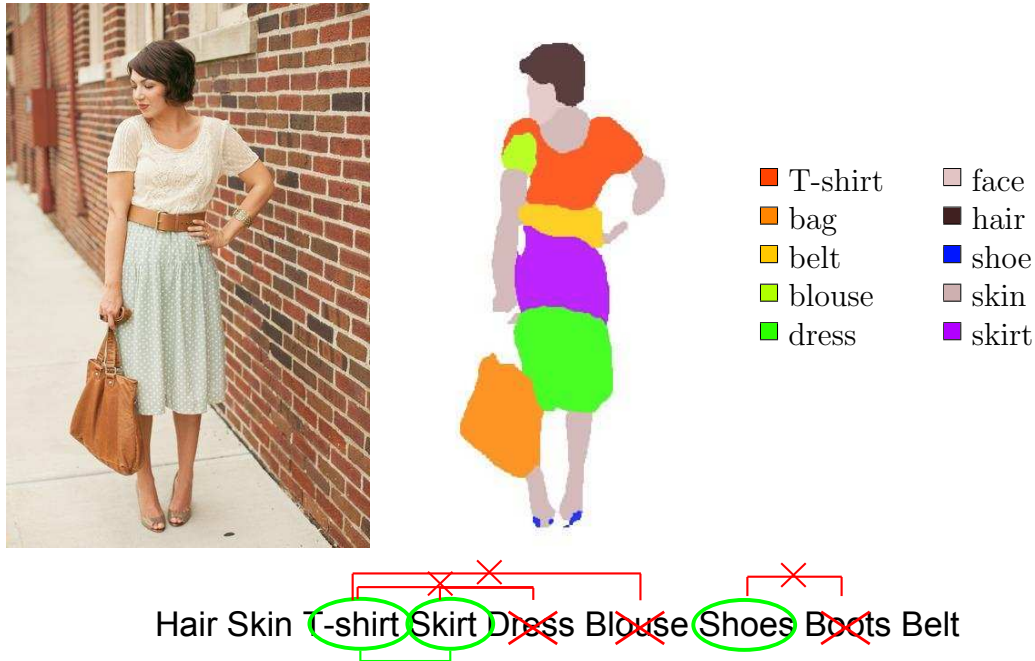 T-shirt face
bag hair
belt shoe
blouse skin
dress skirt
Hair Skin T-shirt Skirt Dress Blouse Shoes Boots Belt